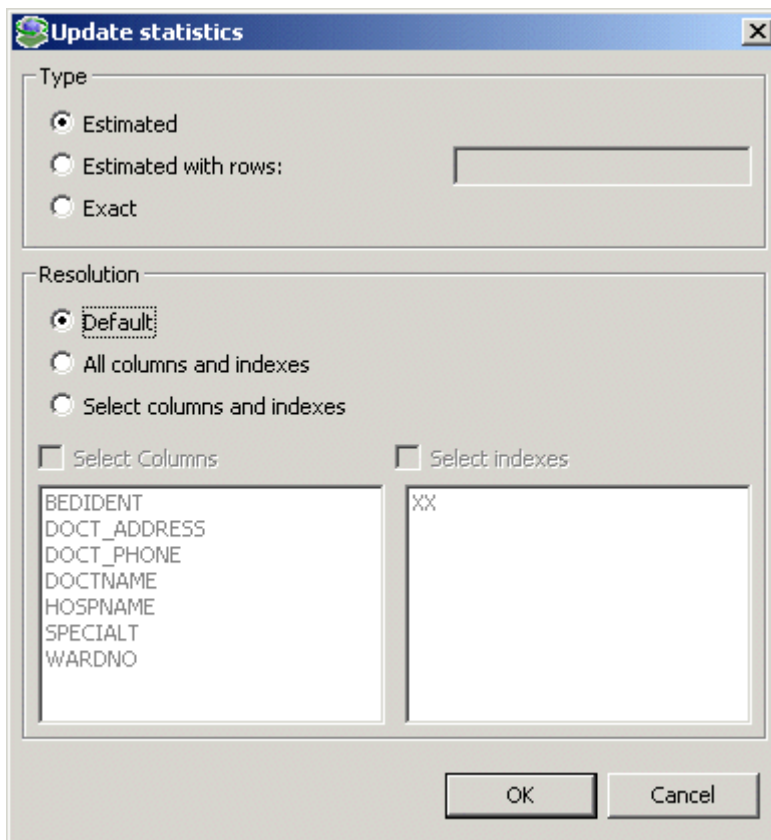 Update statistics
Type
Estimated
Estimated with rows:
Exact
Resolution
Default
All columns and indexes
Select columns and indexes
Select Columns Select indexes
BEDIDENT XX
DOCT_ADDRESS
DOCT_PHONE
DOCTNAME
HOSPNAME
SPECIALT
WARDNO
OK Cancel